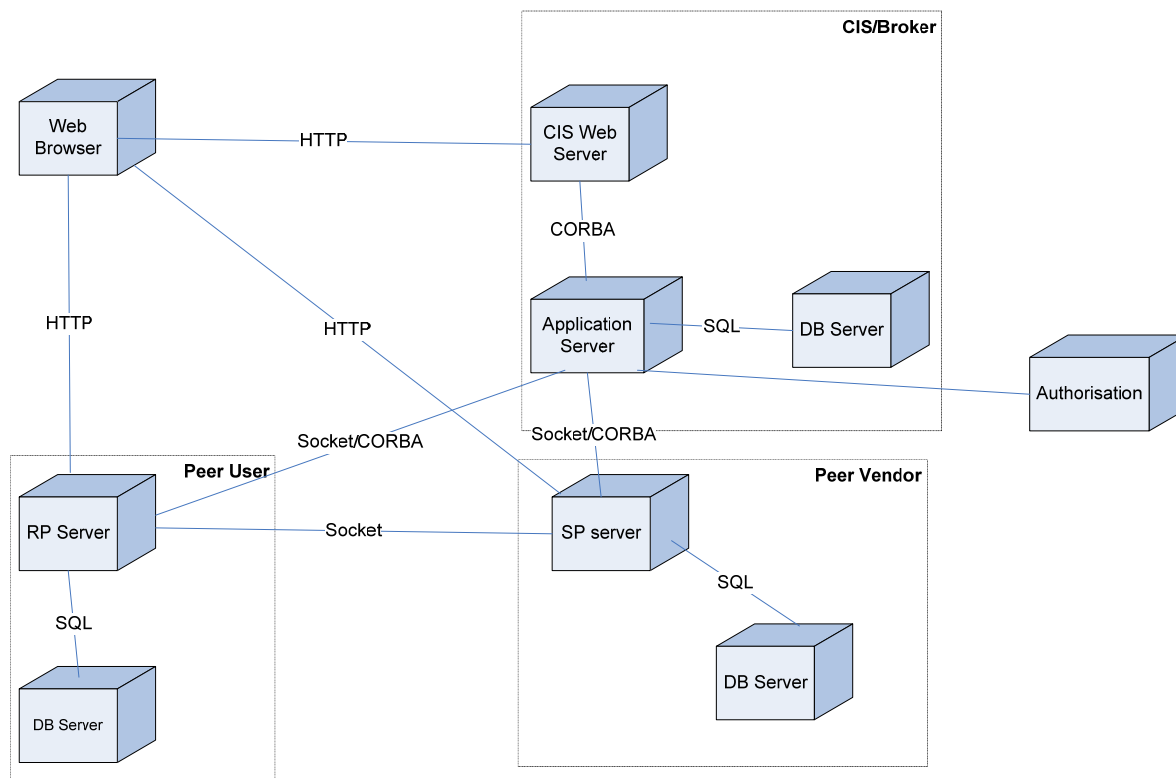 CIS/Broker
Web
Browser
HTTP
CIS Web
Server
CORBA
HTTP
HTTP
Application
Server
SQL
DB Server
Authorisation
Socket/CORBA
Socket/CORBA
Peer User
Peer Vendor
RP Server
Socket
SP server
SQL
SQL
DB Server
DB Server